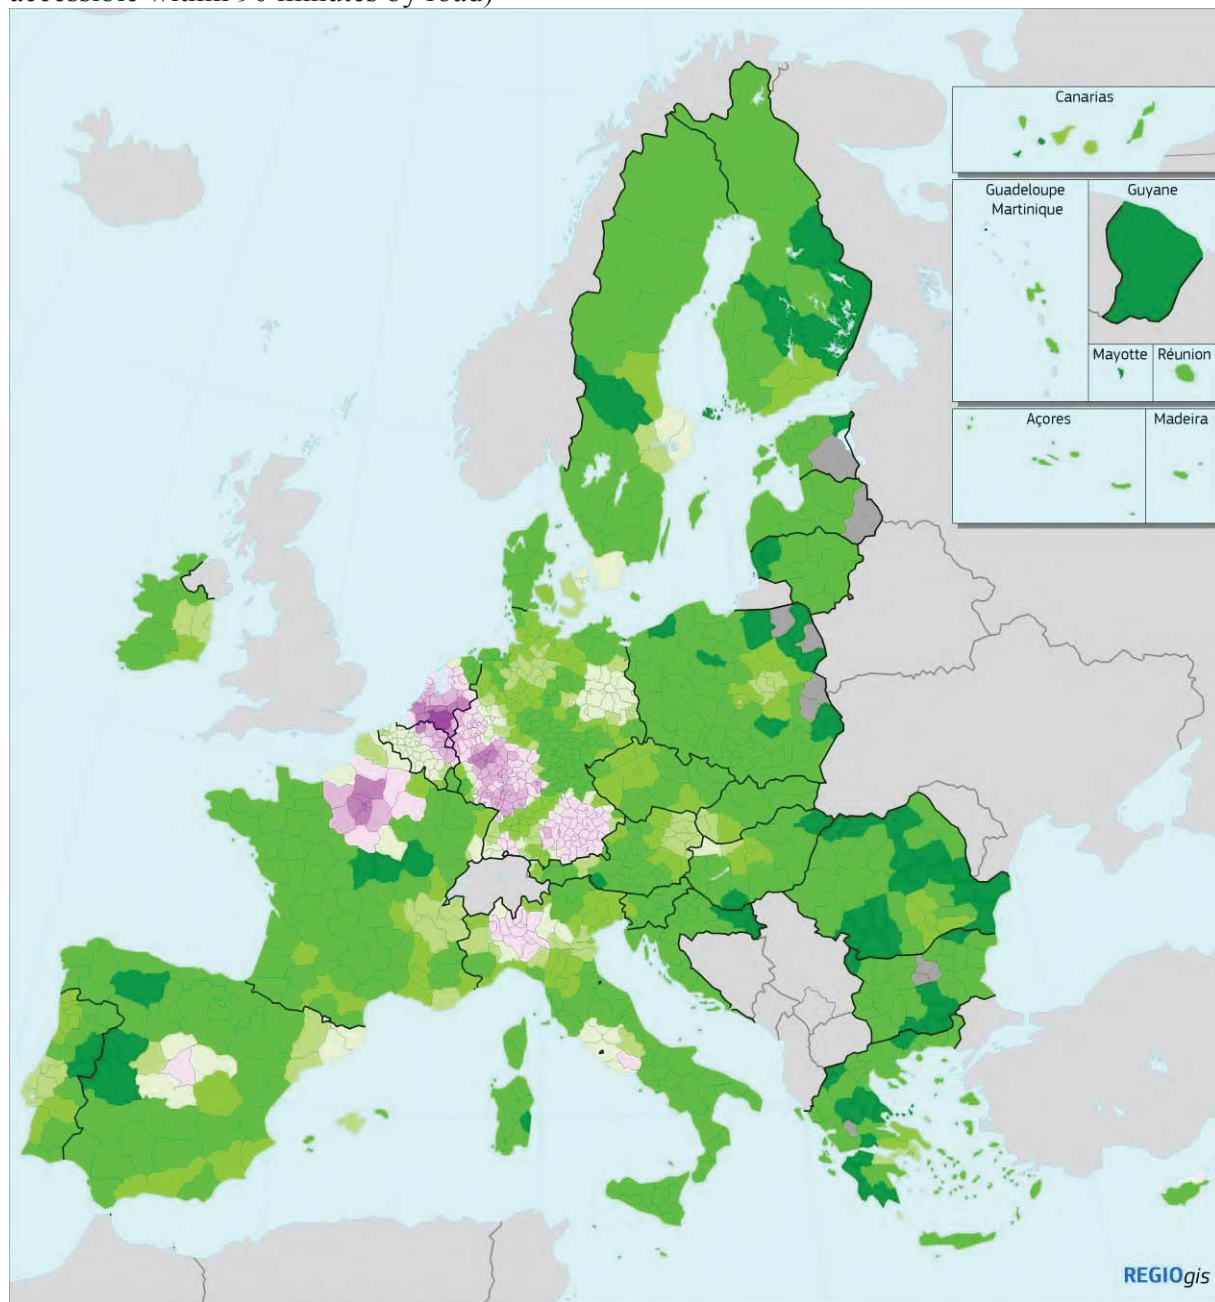 accessible within 90 minutes by road)
Canarias
Guadeloupe
Martinique
Guyane
Mayotte
Réunion
Açores
Madeira
REGIOgis